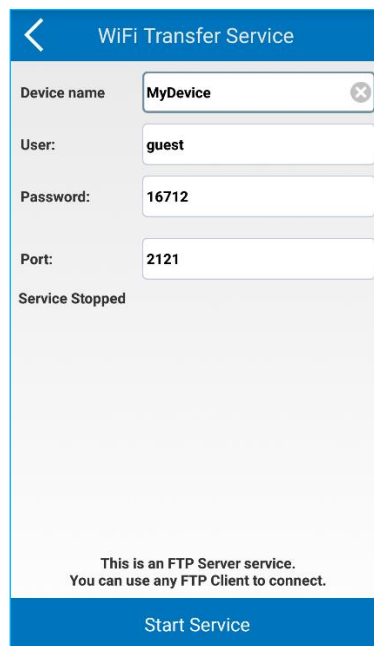 WiFi Transfer Service
Device name MyDevice
User: guest
Password: 16712
Port: 2121
Service Stopped
This is an FTP Server service.
You can use any FTP Client to connect.
Start Service